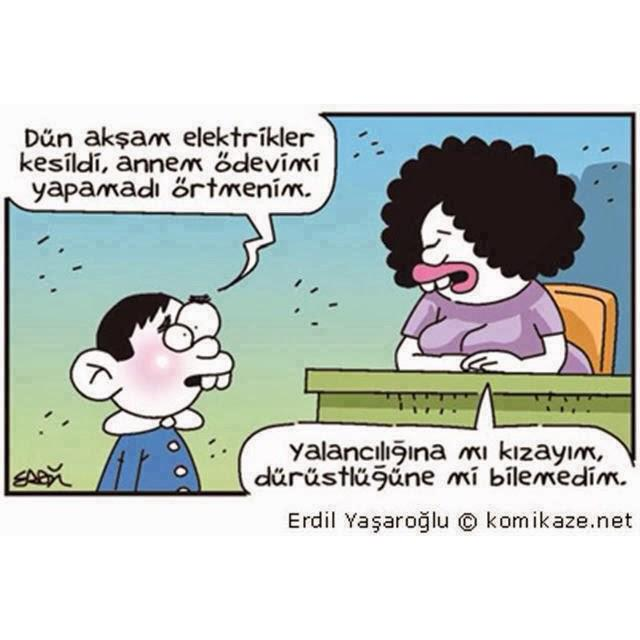 Dün akşam elektrikler
kesildi, annem ödevimi
yapamadı örtmenim.
Yalancılığına mı kızayım,
dürüstlüğüne mi bilemedim.
Erdil Yaşaroğlu © komikaze.net